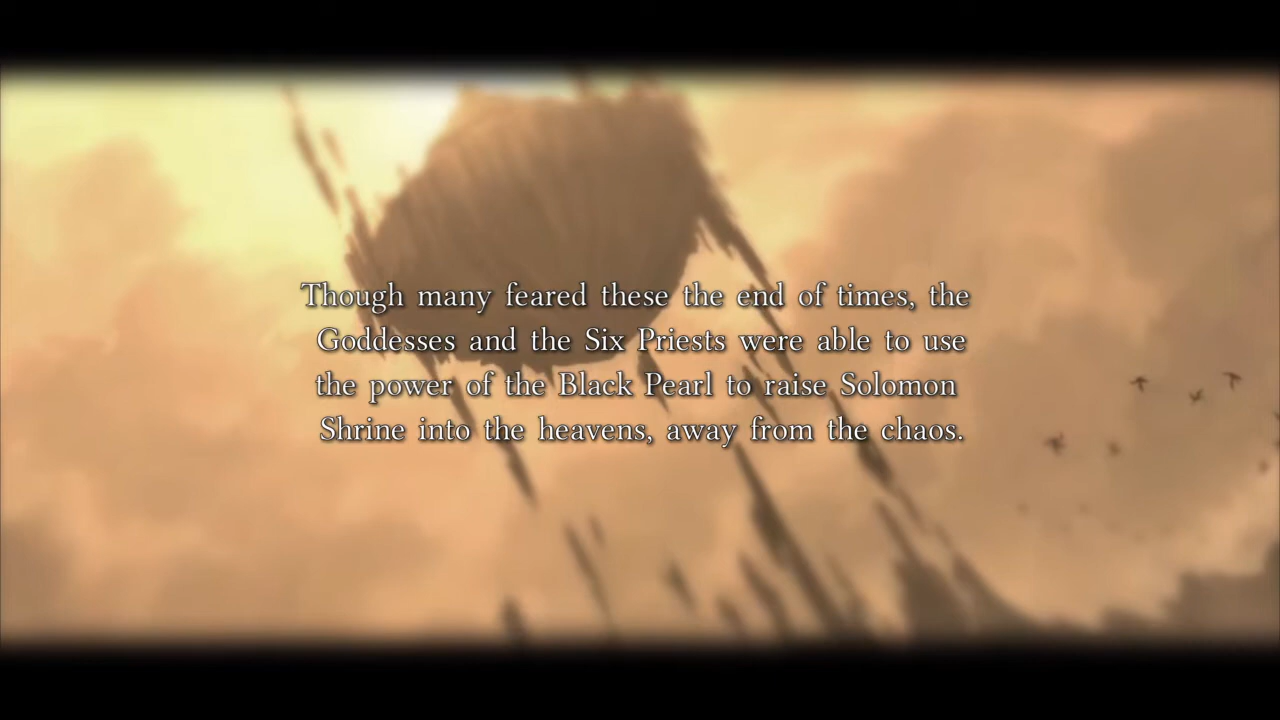 Though many feared these the end of times, the
Goddesses and the Six Priests were able to use
the power of the Black Pearl to raise Solomon
Shrine into the heavens, away from the chaos.